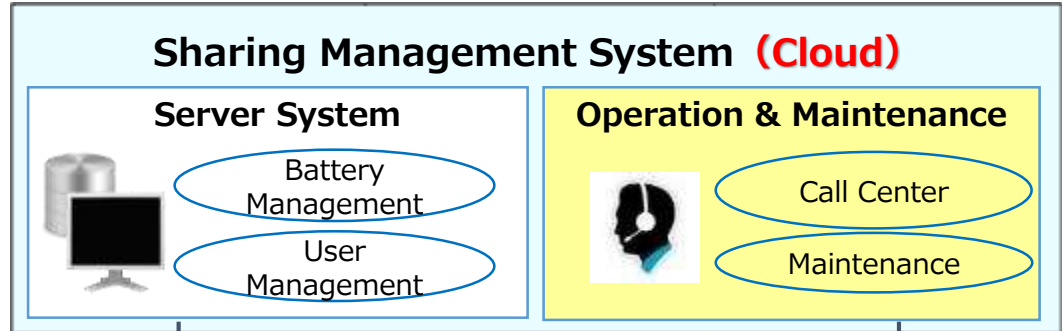 Sharing Management System（Cloud）
Server System
Battery
Management
User
Management
Operation & Maintenance
Call Center
Maintenance